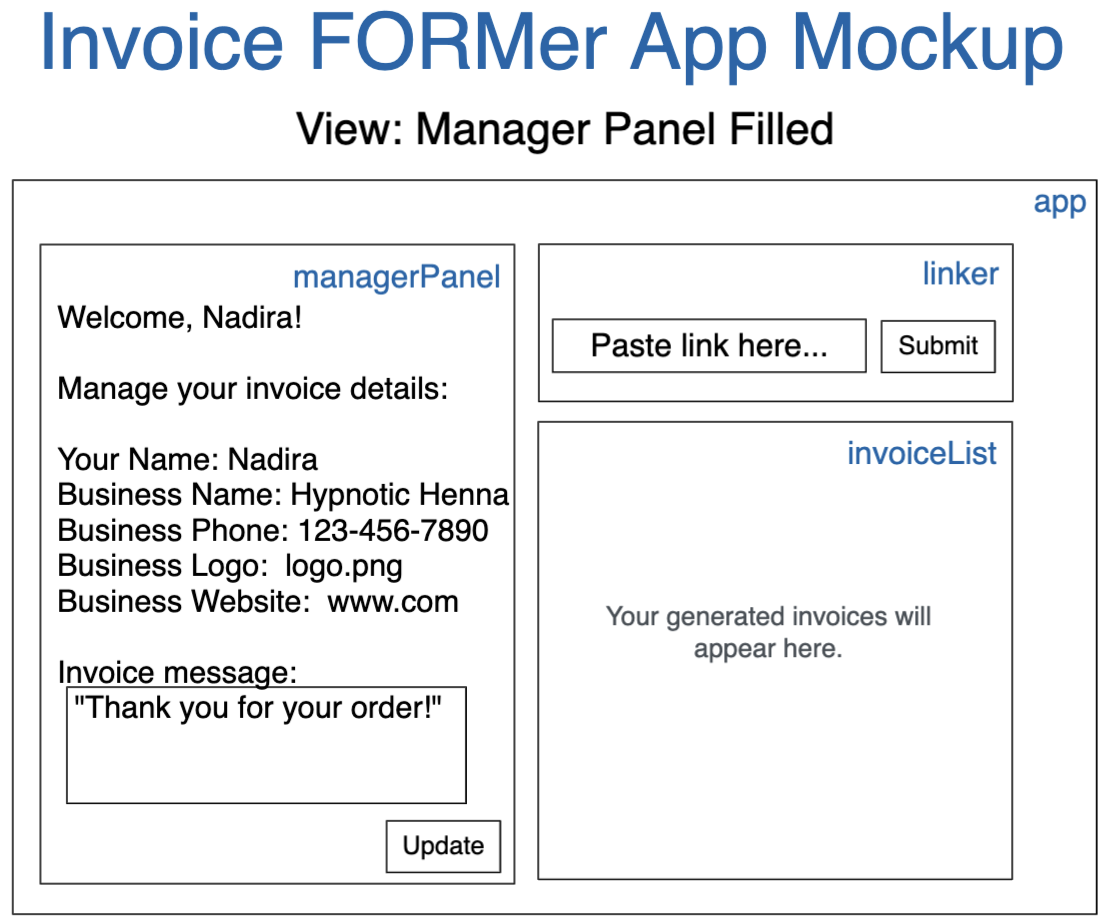 Invoice FORMer App Mockup
View: Manager Panel Filled
app
managerPanel
Welcome, Nadira!
Manage your invoice details:
Your Name: Nadira
Business Name: Hypnotic Henna
Business Phone: 123-456-7890
Business Logo:  logo.png
Business Website:  www.com
Invoice message:
"Thank you for your order!"
Update
linker
Paste link here...
Submit
invoiceList
Your generated invoices will
appear here.